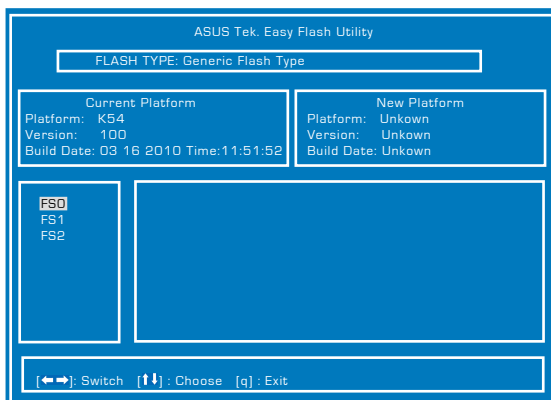 ASUS Tek. Easy Flash Utility
FLASH TYPE: Generic Flash Type
Current Platform
Platform: K54
Version: 100
Build Date: 03 16 2010 Time:11:51:52
New Platform
Platform: Unkown
Version: Unkown
Build Date: Unkown
FS0
FS1
FS2
[←→]: Switch [↑↓] : Choose [q] : Exit